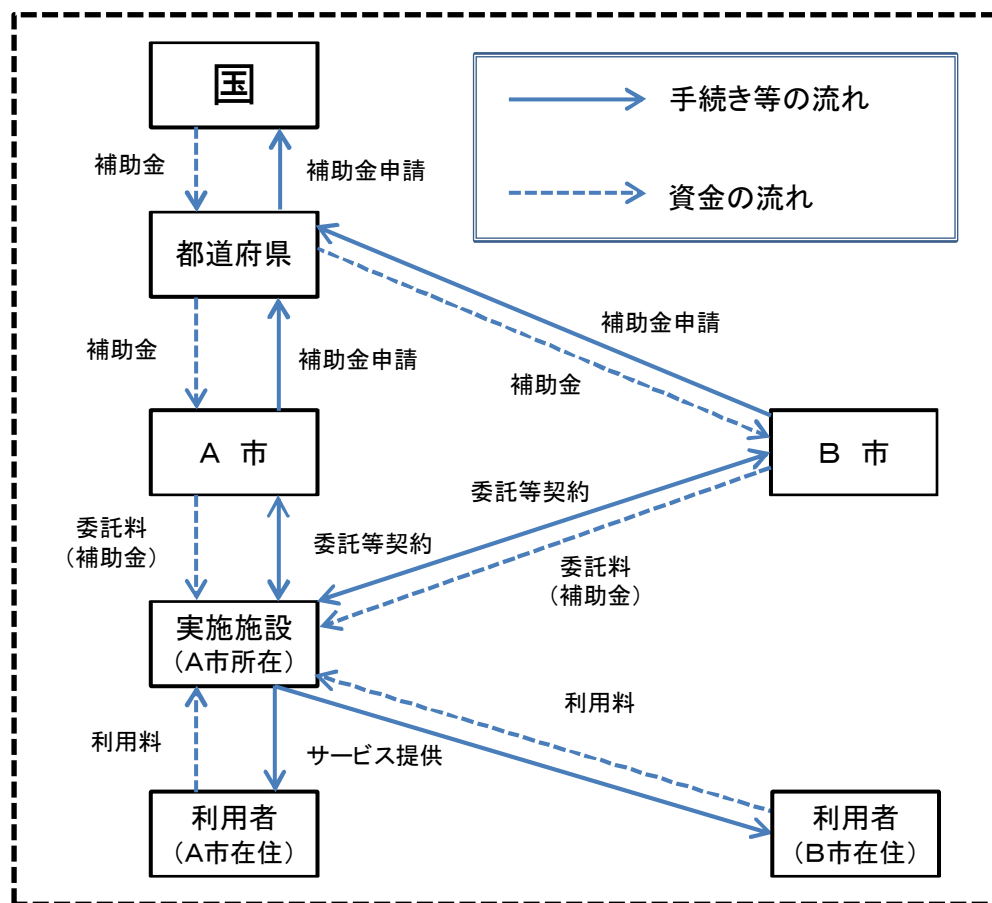 国
手続き等の流れ
資金の流れ
補助金
補助金申請
都道府県
補助金
補助金申請
補助金申請
補助金
A 市
B 市
委託料
(補助金)
委託等契約
委託等契約
委託料
(補助金)
実施施設
(A市所在)
利用料
サービス提供
利用料
利用者
(A市在住)
利用者
(B市在住)